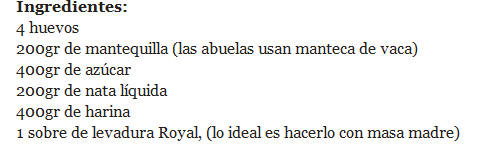 Ingredientes:
4 huevos
200gr de mantequilla (las abuelas usan manteca de vaca)
400gr de azúcar
200gr de nata líquida
400gr de harina
1 sobre de levadura Royal, (lo ideal es hacerlo con masa madre)